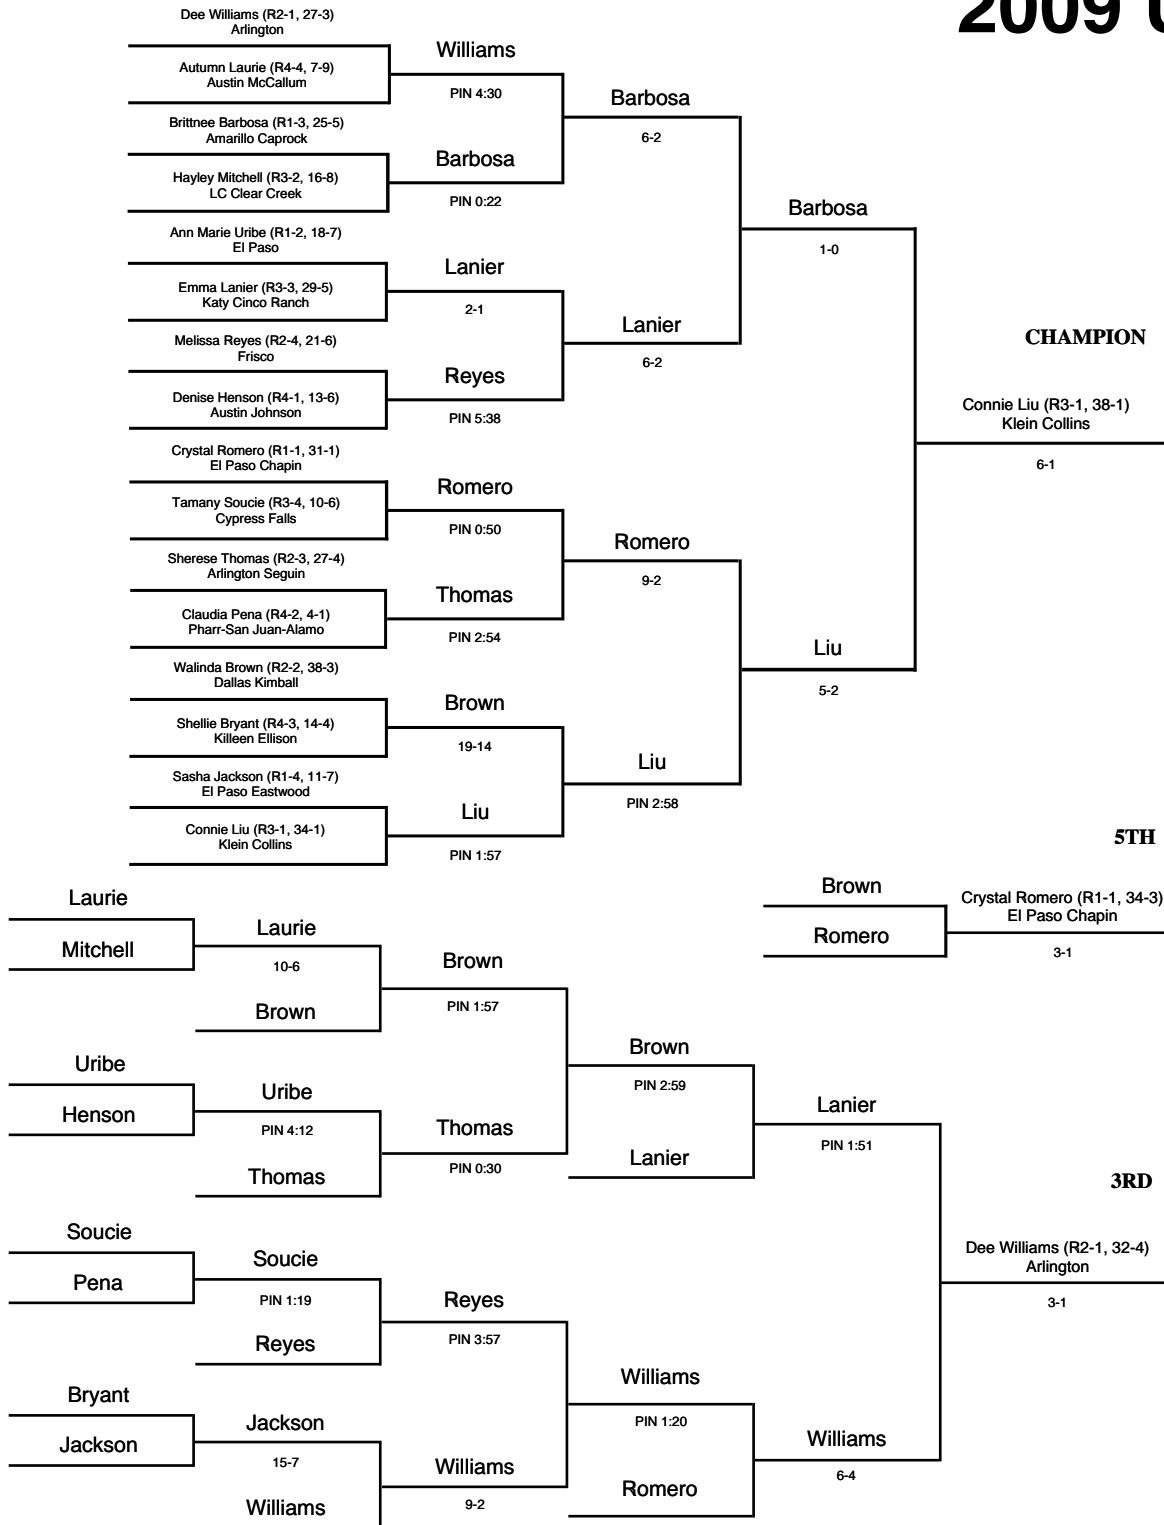 2009 U
Dee Williams (R2-1, 27-3)
Arlington
Autumn Laurie (R4-4, 7-9)
Austin McCallum
Brittnee Barbosa (R1-3, 25-5)
Amarillo Caprock
Hayley Mitchell (R3-2, 16-8)
LC Clear Creek
Ann Marie Uribe (R1-2, 18-7)
El Paso
Emma Lanier (R3-3, 29-5)
Katy Cinco Ranch
Melissa Reyes (R2-4, 21-6)
Frisco
Denise Henson (R4-1, 13-6)
Austin Johnson
Crystal Romero (R1-1, 31-1)
El Paso Chapin
Tamany Soucie (R3-4, 10-6)
Cypress Falls
Sherese Thomas (R2-3, 27-4)
Arlington Seguin
Claudia Pena (R4-2, 4-1)
Pharr-San Juan-Alamo
Walinda Brown (R2-2, 38-3)
Dallas Kimball
Shellie Bryant (R4-3, 14-4)
Killeen Ellison
Sasha Jackson (R1-4, 11-7)
El Paso Eastwood
Connie Liu (R3-1, 34-1)
Klein Collins
Williams
PIN 4:30
Barbosa
PIN 0:22
Lanier
2-1
Reyes
PIN 5:38
Romero
PIN 0:50
Thomas
PIN 2:54
Brown
19-14
Liu
PIN 1:57
Barbosa
6-2
Lanier
6-2
Romero
9-2
Liu
PIN 2:58
Barbosa
1-0
Liu
5-2
CHAMPION
Connie Liu (R3-1, 38-1)
Klein Collins
6-1
5TH
Brown
Romero
Crystal Romero (R1-1, 34-3)
El Paso Chapin
3-1
Laurie
Mitchell
Uribe
Henson
Soucie
Pena
Bryant
Jackson
Laurie
10-6
Brown
Uribe
PIN 4:12
Thomas
Soucie
PIN 1:19
Reyes
Jackson
15-7
Williams
Brown
PIN 1:57
Thomas
PIN 0:30
Reyes
PIN 3:57
Williams
9-2
Brown
PIN 2:59
Lanier
Williams
PIN 1:20
Romero
Lanier
PIN 1:51
Williams
6-4
3RD
Dee Williams (R2-1, 32-4)
Arlington
3-1